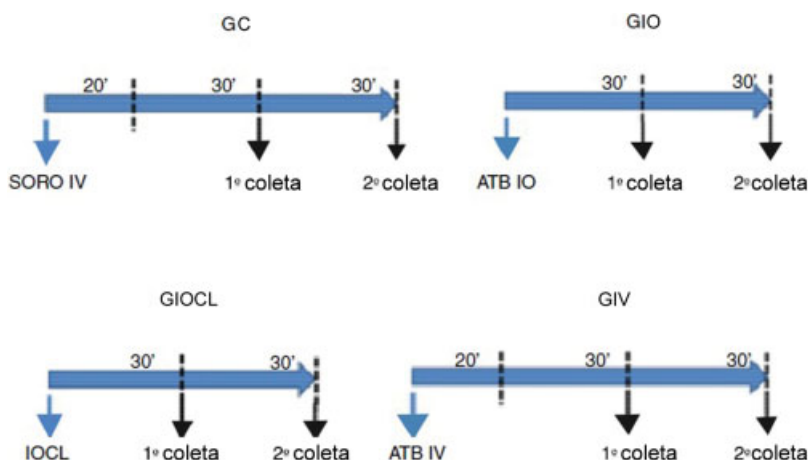 GC
20' 30' 30'
SORO IV 1º coleta 2º coleta
GIO
30' 30'
ATB IO 1º coleta 2º coleta
GIOCL
30' 30'
IOCL 1º coleta 2º coleta
GIV
20' 30' 30'
ATB IV 1º coleta 2º coleta